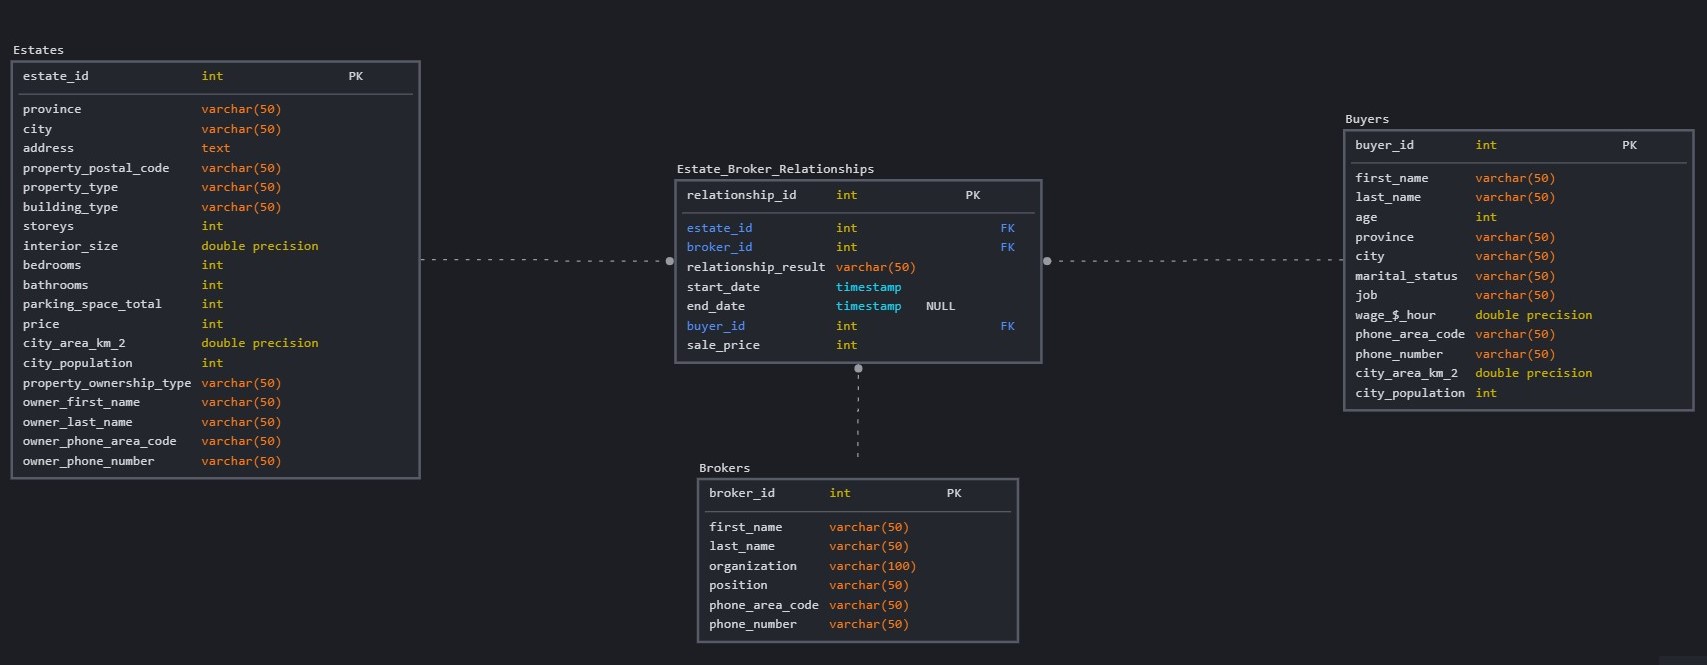 Estates
estate_id int PK
province varchar(50)
city varchar(50)
address text
property_postal_code varchar(50)
property_type varchar(50)
building_type varchar(50)
storeys int
interior_size double precision
bedrooms int
bathrooms int
parking_space_total int
price int
city_area_km_2 double precision
city_population int
property_ownership_type varchar(50)
owner_first_name varchar(50)
owner_last_name varchar(50)
owner_phone_area_code varchar(50)
owner_phone_number varchar(50)
Estate_Broker_Relationships
relationship_id int PK
estate_id int FK
broker_id int FK
relationship_result varchar(50)
start_date timestamp
end_date timestamp NULL
buyer_id int FK
sale_price int
Brokers
broker_id int PK
first_name varchar(50)
last_name varchar(50)
organization varchar(100)
position varchar(50)
phone_area_code varchar(50)
phone_number varchar(50)
Buyers
buyer_id int PK
first_name varchar(50)
last_name varchar(50)
age int
province varchar(50)
city varchar(50)
marital_status varchar(50)
job varchar(50)
wage_$_hour double precision
phone_area_code varchar(50)
phone_number varchar(50)
city_area_km_2 double precision
city_population int